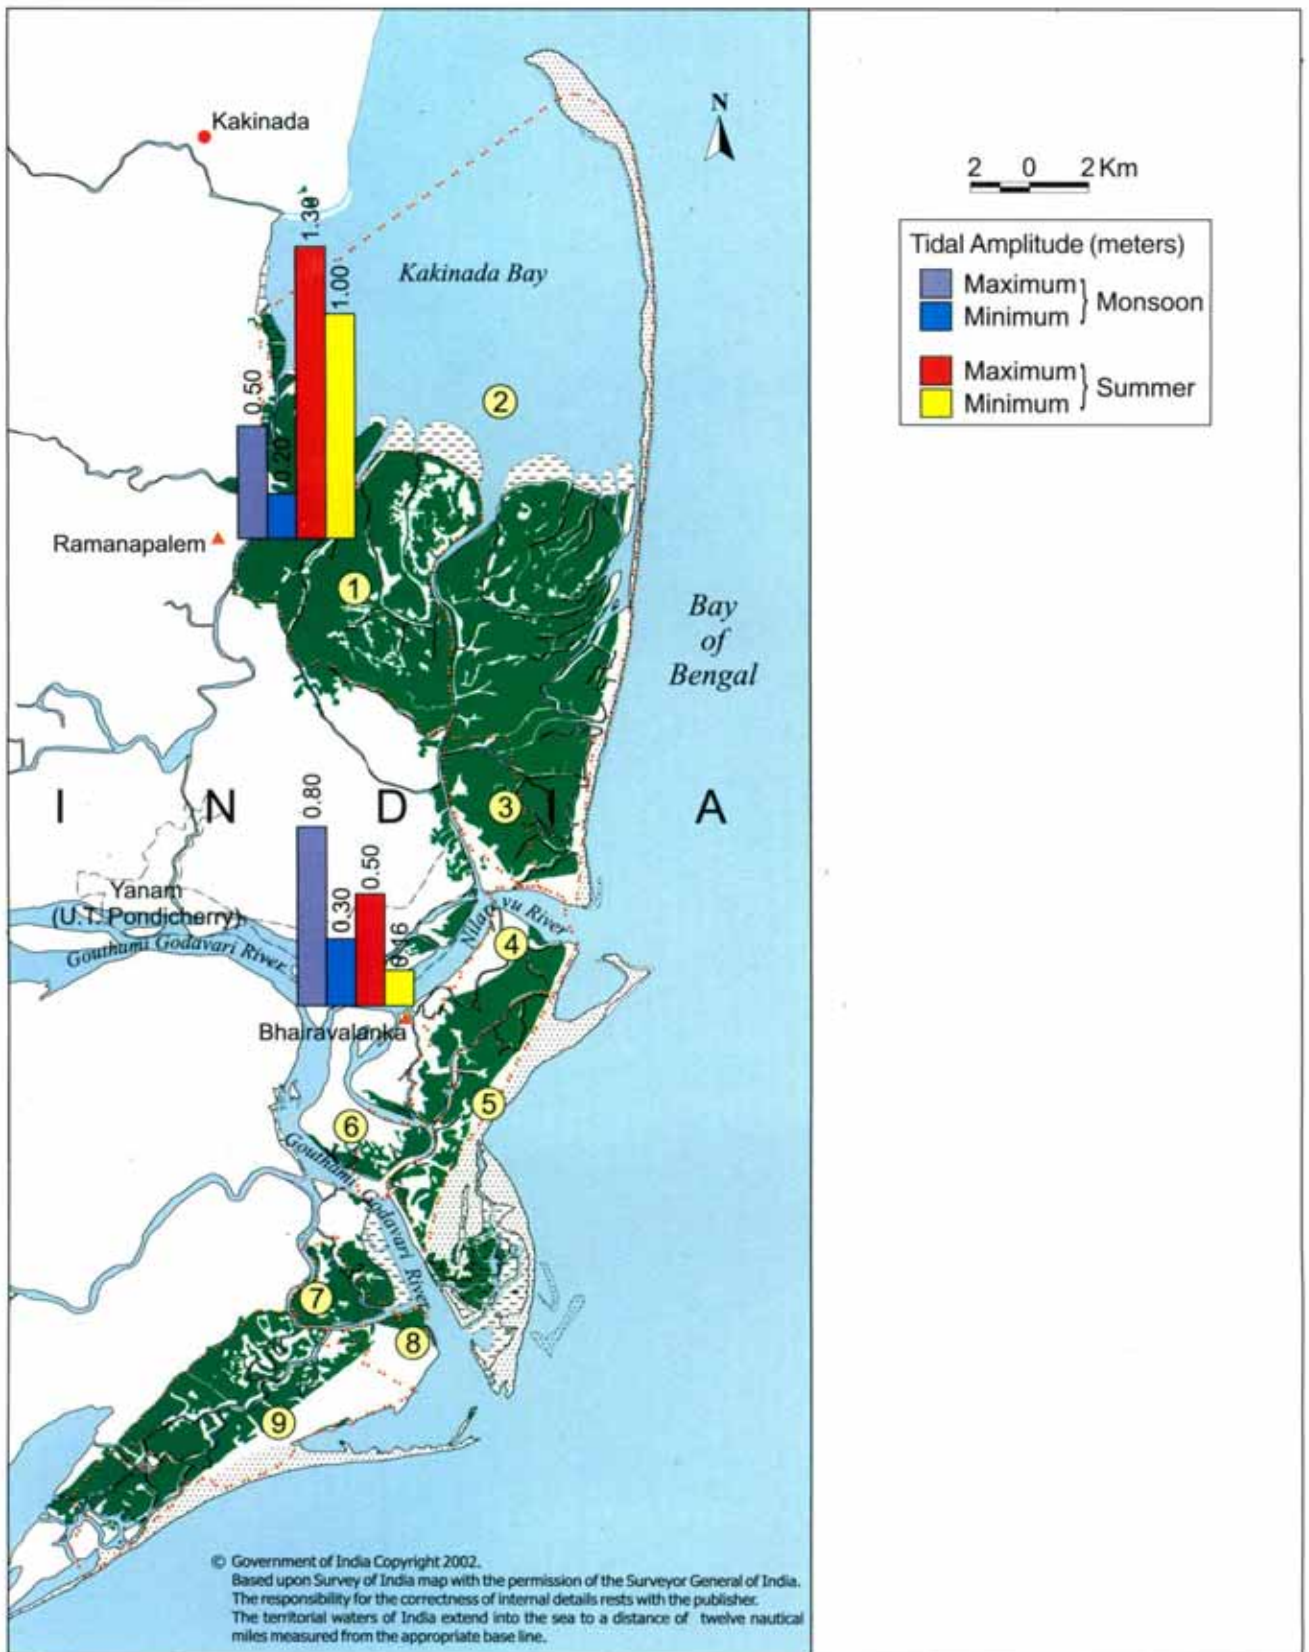 N
Kakinada
2 0 2 Km
Tidal Amplitude (meters)
Maximum
Minimum
Monsoon
Maximum
Minimum
Summer
Kakinada Bay
1.30
1.00
0.50
0.20
2
Ramanapalem
1
Bay
of
Bengal
I N D I A
3
0.80
0.30
0.50
0.16
Yanam
(U.T. Pondicherry)
Gouthami Godavari River
River
4
Bhairavalanka
5
6
Gouthami Godavari River
7
8
9
© Government of India Copyright 2002.
Based upon Survey of India map with the permission of the Surveyor General of India.
The responsibility for the correctness of internal details rests with the publisher.
The territorial waters of India extend into the sea to a distance of twelve nautical
miles measured from the appropriate base line.